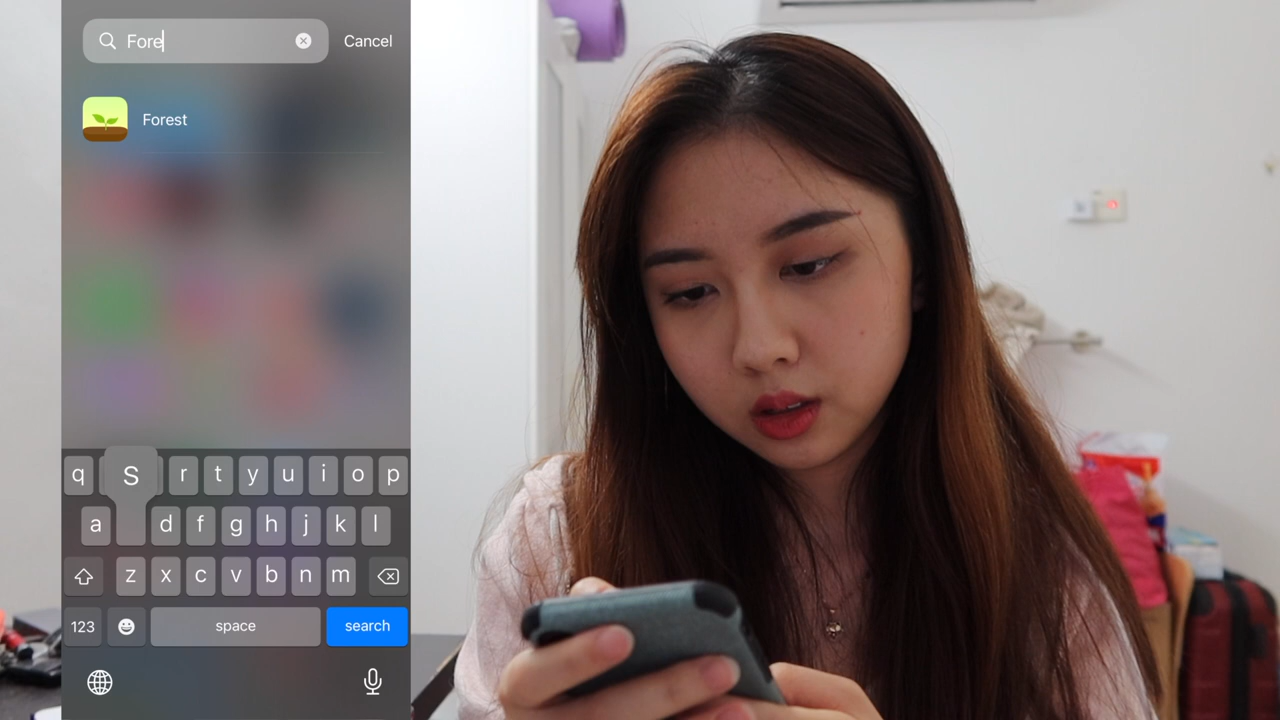 Fore Cancel
Forest
q S r t y u i o p
a d f g h j k l
z x c v b n m
123 space search